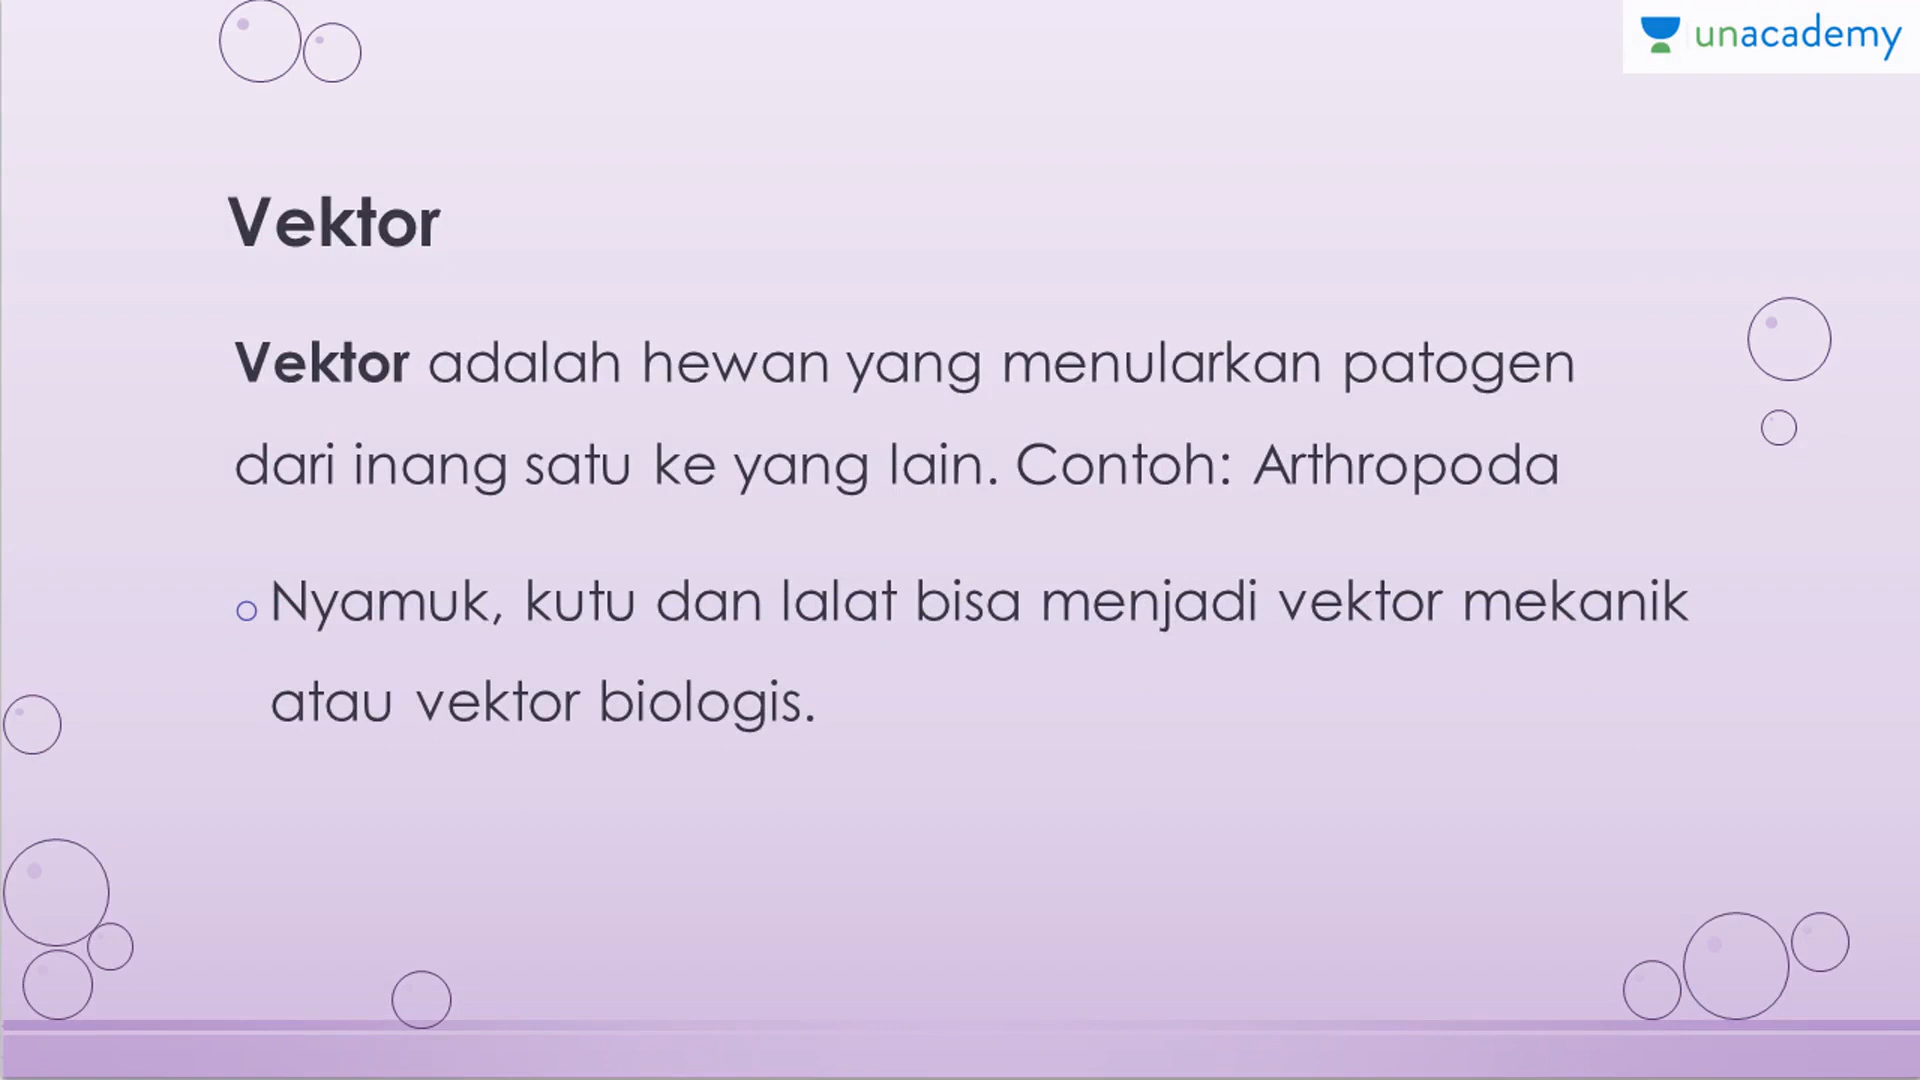 unacademy
Vektor
Vektor adalah hewan yang menularkan patogen
dari inang satu ke yang lain. Contoh: Arthropoda
Nyamuk, kutu dan lalat bisa menjadi vektor mekanik
atau vektor biologis.